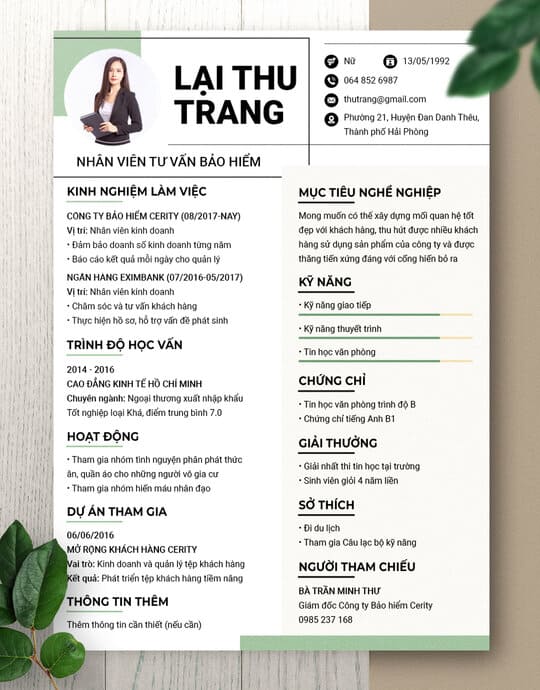 LẠI THU
TRANG
NHÂN VIÊN TƯ VẤN BẢO HIỂM
Nữ
13/05/1992
064 852 6987
thutrang@gmail.com
Phường 21, Huyện Đan Danh Thêu,
Thành phố Hải Phòng
KINH NGHIỆM LÀM VIỆC
CÔNG TY BẢO HIỂM CERITY (08/2017-NAY)
Vị trí: Nhân viên kinh doanh
• Đảm bảo doanh số kinh doanh từng năm
• Báo cáo kết quả mỗi ngày cho quản lý
NGÂN HÀNG EXIMBANK (07/2016-05/2017)
Vị trí: Nhân viên kinh doanh
• Chăm sóc và tư vấn khách hàng
• Thực hiện hồ sơ, hỗ trợ vấn đề phát sinh
TRÌNH ĐỘ HỌC VẤN
2014 - 2016
CAO ĐẲNG KINH TẾ HỒ CHÍ MINH
Chuyên ngành: Ngoại thương xuất nhập khẩu
Tốt nghiệp loại Khá, điểm trung bình 7.0
HOẠT ĐỘNG
• Tham gia nhóm tình nguyện phân phát thức
ăn, quần áo cho những người vô gia cư
• Tham gia nhóm hiến máu nhân đạo
DỰ ÁN THAM GIA
06/06/2016
MỞ RỘNG KHÁCH HÀNG CERITY
Vai trò: Kinh doanh và quản lý tệp khách hàng
Kết quả: Phát triển tệp khách hàng tiềm năng
THÔNG TIN THÊM
Thêm thông tin cần thiết (nếu cần)
MỤC TIÊU NGHỀ NGHIỆP
Mong muốn có thể xây dựng mối quan hệ tốt
đẹp với khách hàng, thu hút được nhiều khách
hàng sử dụng sản phẩm của công ty và được
thăng tiến xứng đáng với cống hiến bỏ ra
KỸ NĂNG
• Kỹ năng giao tiếp
• Kỹ năng thuyết trình
• Tin học văn phòng
CHỨNG CHỈ
• Tin học văn phòng trình độ B
• Chứng chỉ tiếng Anh B1
GIẢI THƯỞNG
• Giải nhất thi tin học tại trường
• Sinh viên giỏi 4 năm liền
SỞ THÍCH
• Đi du lịch
• Tham gia Câu lạc bộ kỹ năng
NGƯỜI THAM CHIẾU
BÀ TRẦN MINH THƯ
Giám đốc Công ty Bảo hiểm Cerity
0985 237 168